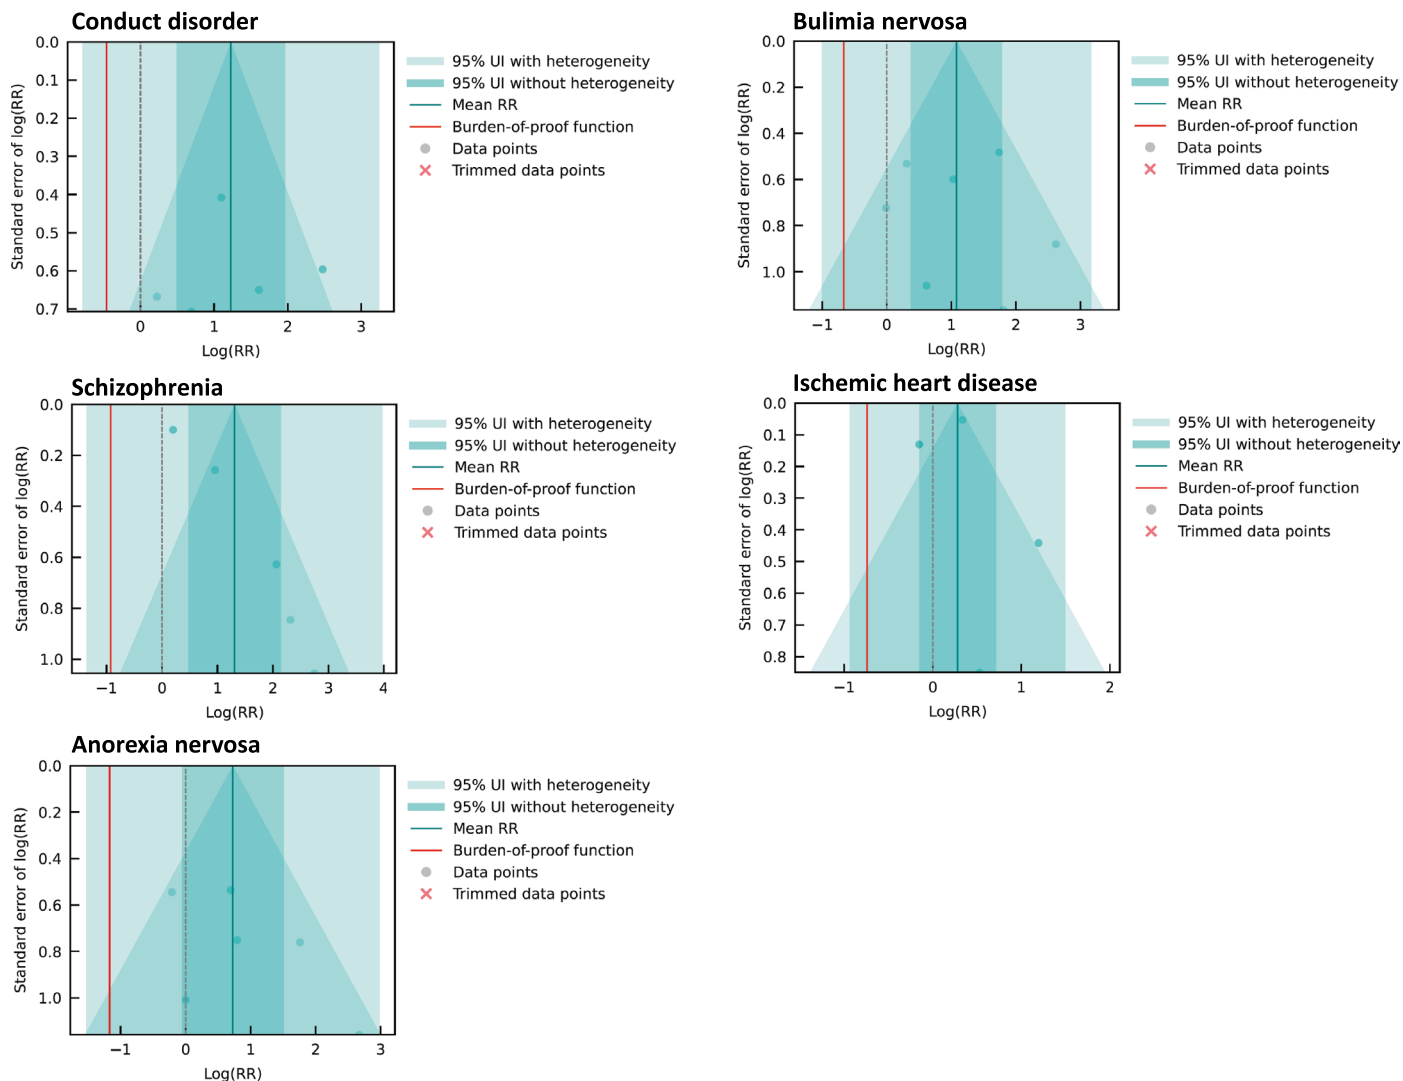 Conduct disorder
Standard error of log(RR)
0.0
0.1
0.2
0.3
0.4
0.5
0.6
0.7
0 1 2 3
Log(RR)
95% UI with heterogeneity
95% UI without heterogeneity
Mean RR
Burden-of-proof function
Data points
Trimmed data points
Bulimia nervosa
Standard error of log(RR)
0.0
0.2
0.4
0.6
0.8
1.0
−1 0 1 2 3
Log(RR)
95% UI with heterogeneity
95% UI without heterogeneity
Mean RR
Burden-of-proof function
Data points
Trimmed data points
Schizophrenia
Standard error of log(RR)
0.0
0.2
0.4
0.6
0.8
1.0
−1 0 1 2 3 4
Log(RR)
95% UI with heterogeneity
95% UI without heterogeneity
Mean RR
Burden-of-proof function
Data points
Trimmed data points
Ischemic heart disease
Standard error of log(RR)
0.0
0.1
0.2
0.3
0.4
0.5
0.6
0.7
0.8
−1 0 1 2
Log(RR)
95% UI with heterogeneity
95% UI without heterogeneity
Mean RR
Burden-of-proof function
Data points
Trimmed data points
Anorexia nervosa
Standard error of log(RR)
0.0
0.2
0.4
0.6
0.8
1.0
−1 0 1 2 3
Log(RR)
95% UI with heterogeneity
95% UI without heterogeneity
Mean RR
Burden-of-proof function
Data points
Trimmed data points